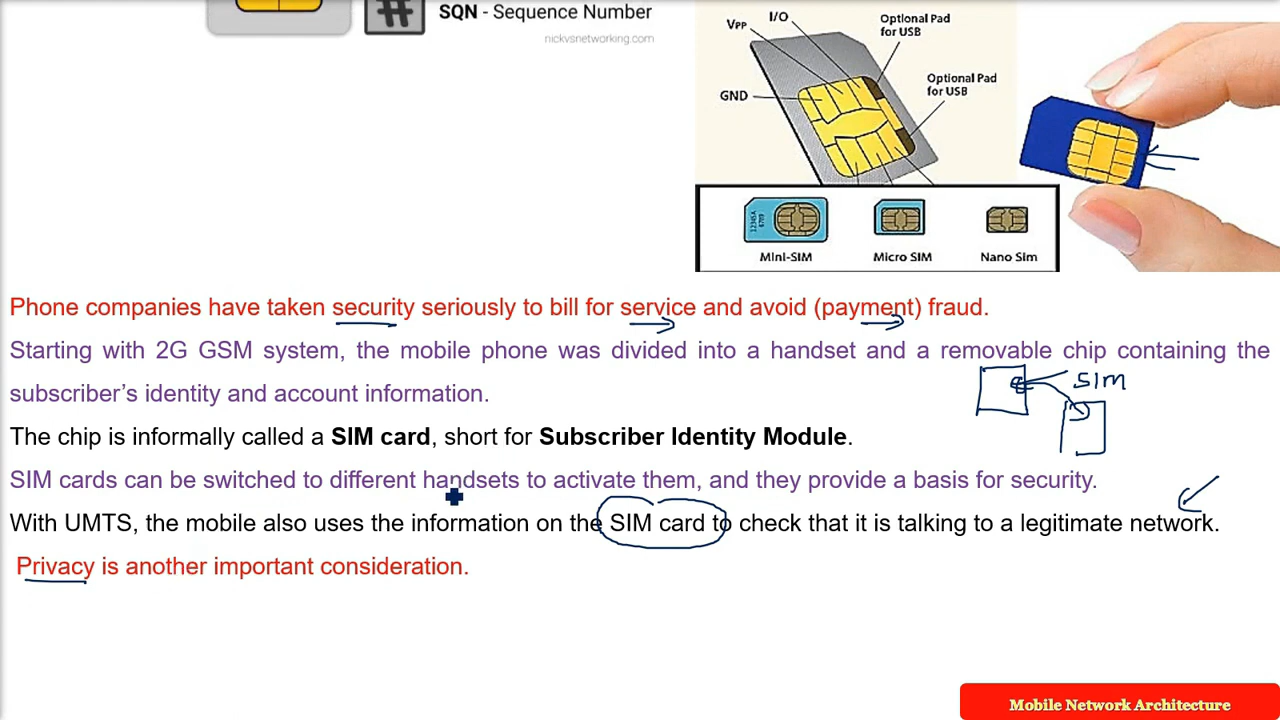 SQN - Sequence Number
nickvsnetworking.com
VPP
I/O
Optional Pad
for USB
Optional Pad
for USB
GND
Mini-SIM
Micro SIM
Nano Sim
Phone companies have taken security seriously to bill for service and avoid (payment) fraud.
Starting with 2G GSM system, the mobile phone was divided into a handset and a removable chip containing the
subscriber's identity and account information.
SIM
The chip is informally called a SIM card, short for Subscriber Identity Module.
SIM cards can be switched to different handsets to activate them, and they provide a basis for security.
With UMTS, the mobile also uses the information on the SIM card to check that it is talking to a legitimate network.
Privacy is another important consideration.
Mobile Network Architecture